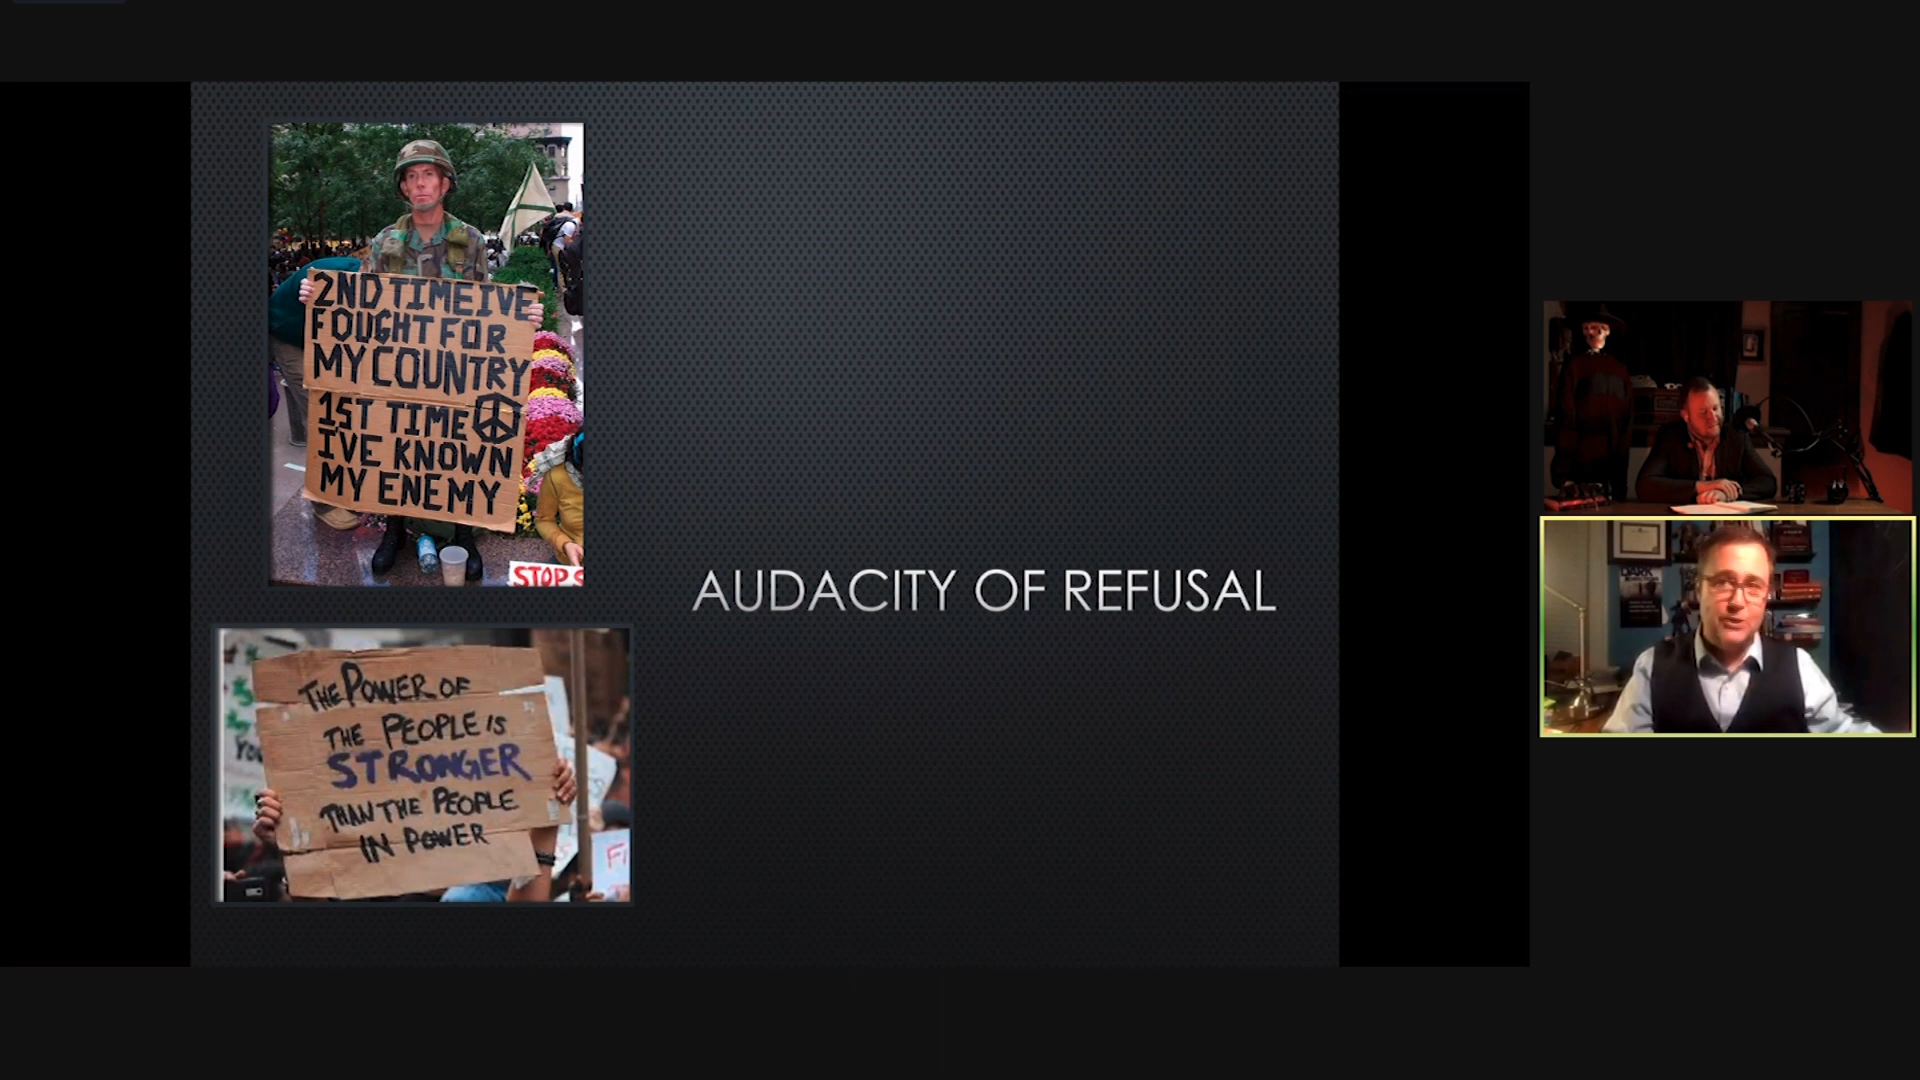 2ND TIME IVE
FOUGHT FOR
MY COUNTRY
1ST TIME
IVE KNOWN
MY ENEMY
STOP S
AUDACITY OF REFUSAL
THE POWER OF
THE PEOPLE IS
STRONGER
THAN THE PEOPLE
IN POWER
FI